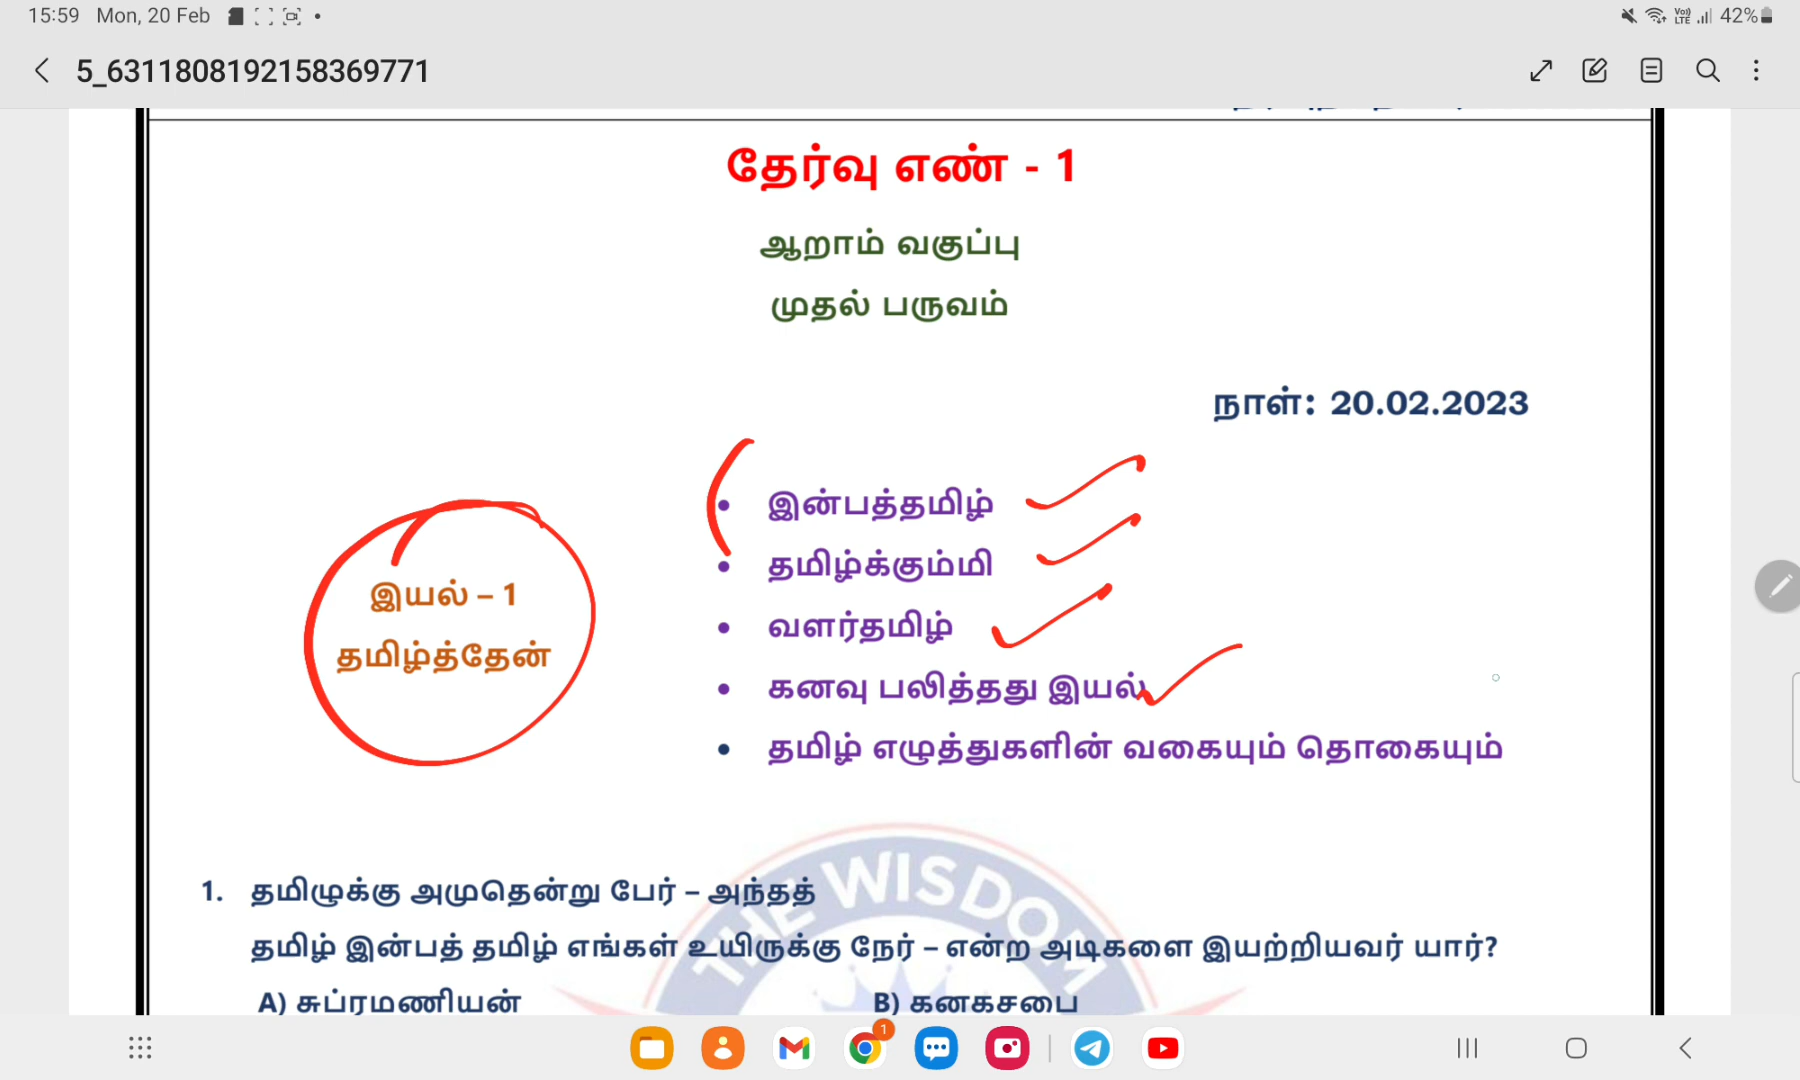 15:59 Mon, 20 Feb
42%
5_6311808192158369771
தேர்வு எண் - 1
ஆறாம் வகுப்பு
முதல் பருவம்
நாள்: 20.02.2023
இயல் – 1
தமிழ்த்தேன்
• இன்பத்தமிழ்
• தமிழ்க்கும்மி
• வளர்தமிழ்
• கனவு பலித்தது இயல்
• தமிழ் எழுத்துகளின் வகையும் தொகையும்
THE WISDOM
1. தமிழுக்கு அமுதென்று பேர் – அந்தத்
தமிழ் இன்பத் தமிழ் எங்கள் உயிருக்கு நேர் – என்ற அடிகளை இயற்றியவர் யார்?
A) சுப்ரமணியன் B) கனகசபை
1